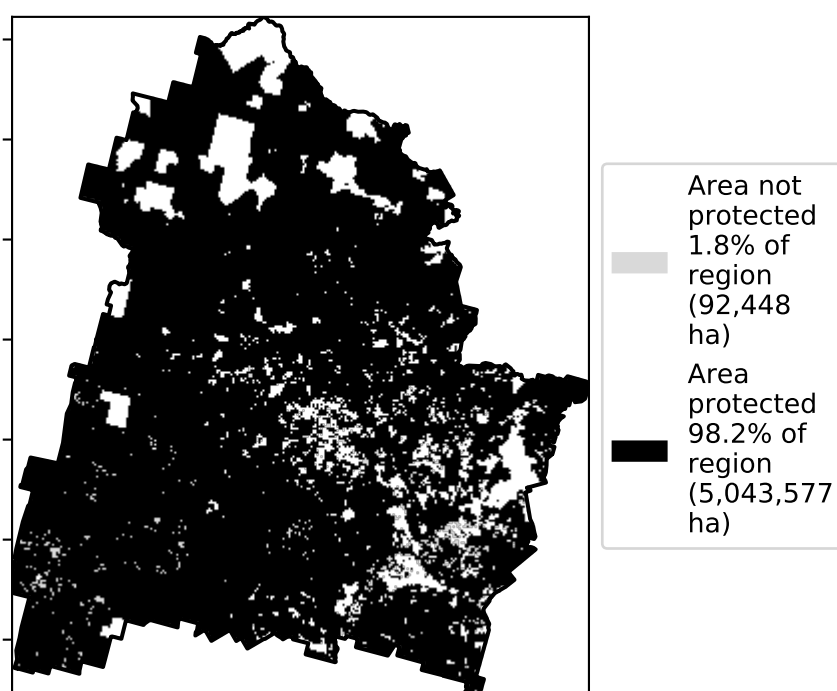 Area not
protected
1.8% of
region
(92,448
ha)
Area
protected
98.2% of
region
(5,043,577
ha)